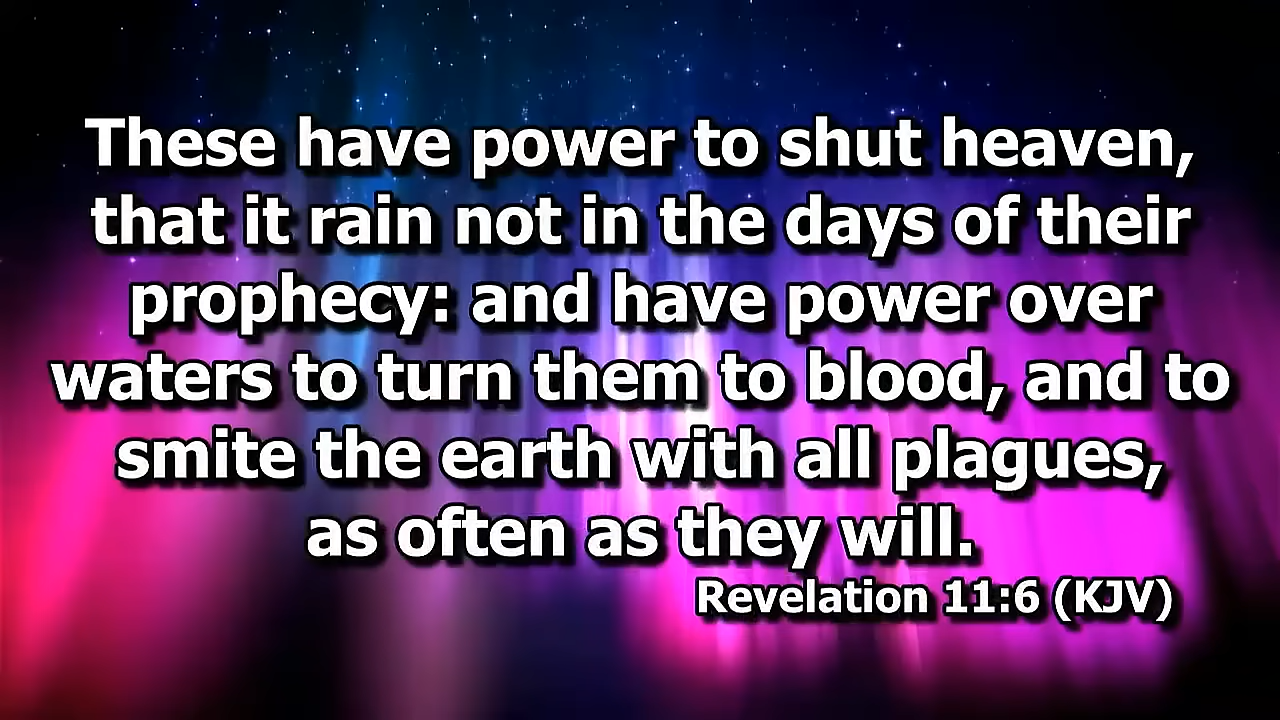 These have power to shut heaven,
that it rain not in the days of their
prophecy: and have power over
waters to turn them to blood, and to
smite the earth with all plagues,
as often as they will.
Revelation 11:6 (KJV)